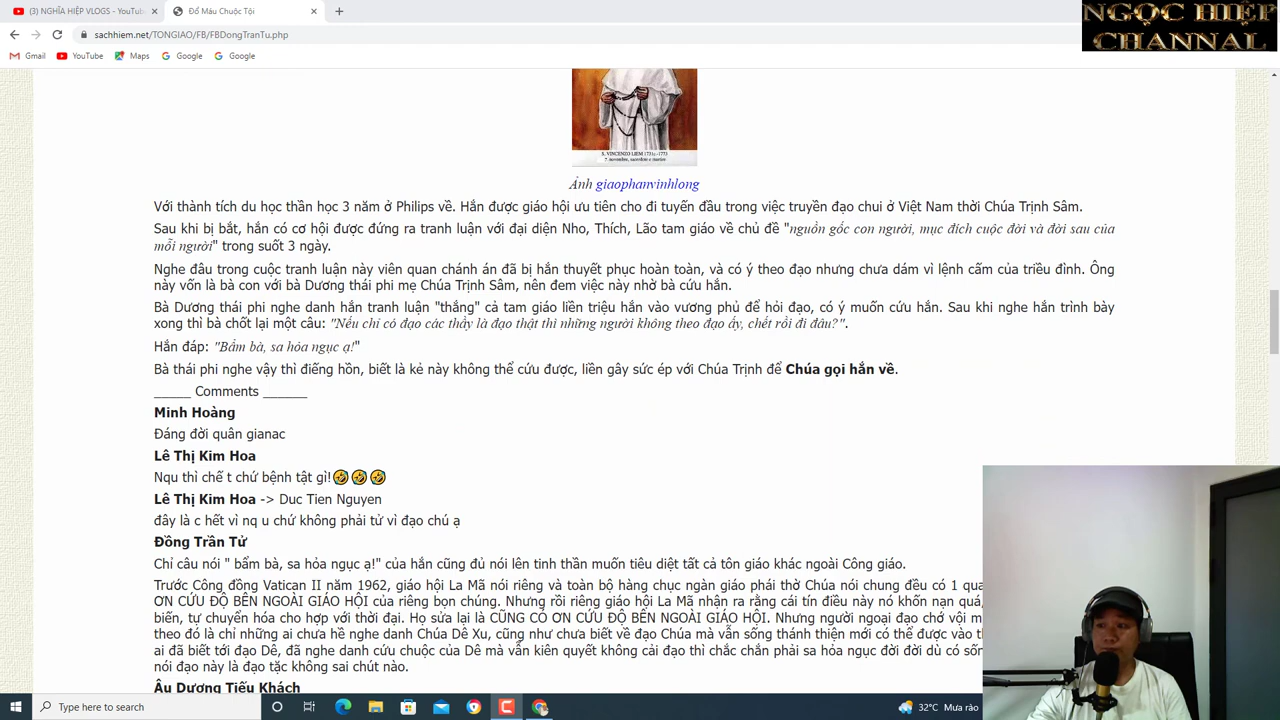 (3) NGHĨA HIỆP VLOGS - YouTub
Đổ Máu Chuộc Tội
NGỌC HIỆP
CHANNAL
sachhiem.net/TONGIAO/FB/FBDongTranTu.php
Gmail
YouTube
Maps
Google
Google
S. VINCENZO LIEM
7. novembre, sacerdote e martire
Ảnh giaophanvinhlong
Với thành tích du học thần học 3 năm ở Philips về. Hắn được giáo hội ưu tiên cho đi tuyến đầu trong việc truyền đạo chui ở Việt Nam thời Chúa Trịnh Sâm.
Sau khi bị bắt, hắn có cơ hội được đứng ra tranh luận với đại diện Nho, Thích, Lão tam giáo về chủ đề "nguồn gốc con người, mục đích cuộc đời và đời sau của
mỗi người" trong suốt 3 ngày.
Nghe đâu trong cuộc tranh luận này viên quan chánh án đã bị hắn thuyết phục hoàn toàn, và có ý theo đạo nhưng chưa dám vì lệnh cấm của triều đình. Ông
này vốn là bà con với bà Dương thái phi mẹ Chúa Trịnh Sâm, nên đem việc này nhờ bà cứu hắn.
Bà Dương thái phi nghe danh hắn tranh luận "thắng" cả tam giáo liền triệu hắn vào vương phủ để hỏi đạo, có ý muốn cứu hắn. Sau khi nghe hắn trình bày
xong thì bà chốt lại một câu: "Nếu chỉ có đạo các thầy là đạo thật thì những người không theo đạo ấy, chết rồi đi đâu?".
Hắn đáp: "Bẩm bà, sa hỏa ngục ạ!"
Bà thái phi nghe vậy thì điếng hồn, biết là kẻ này không thể cứu được, liền gây sức ép với Chúa Trịnh để Chúa gọi hắn về.
_____ Comments ______
Minh Hoàng
Đáng đời quân gianac
Lê Thị Kim Hoa
Nqu thì chế t chứ bệnh tật gì!🤣🤣🤣
Lê Thị Kim Hoa -> Duc Tien Nguyen
đây là c hết vì nq u chứ không phải tử vì đạo chú ạ
Đồng Trần Tử
Chỉ câu nói " bẩm bà, sa hỏa ngục ạ!" của hắn cũng đủ nói lên tinh thần muốn tiêu diệt tất cả tôn giáo khác ngoài Công giáo.
Trước Công đồng Vatican II năm 1962, giáo hội La Mã nói riêng và toàn bộ hàng chục ngàn giáo phái thờ Chúa nói chung đều có 1 qua
ƠN CỨU ĐỘ BÊN NGOÀI GIÁO HỘI của riêng bọn chúng. Nhưng rồi riêng giáo hội La Mã nhận ra rằng cái tín điều này nó khốn nạn quá,
biến, tự chuyển hóa cho hợp với thời đại. Họ sửa lại là CŨNG CÓ ƠN CỨU ĐỘ BÊN NGOÀI GIÁO HỘI. Nhưng người ngoại đạo chớ vội m
theo đó là chỉ những ai chưa hề nghe danh Chúa Dê Xu, cũng như chưa biết về đạo Chúa mà vẫn sống thánh thiện mới có thể được vào th
ai đã biết tới đạo Dê, đã nghe danh cứu chuộc của Dê mà vẫn kiên quyết không cải đạo thì chắc chắn phải sa hỏa ngục đời đời dù có sốn
nói đạo này là đạo tặc không sai chút nào.
Âu Dương Tiếu Khách
Type here to search
32°C Mưa rào